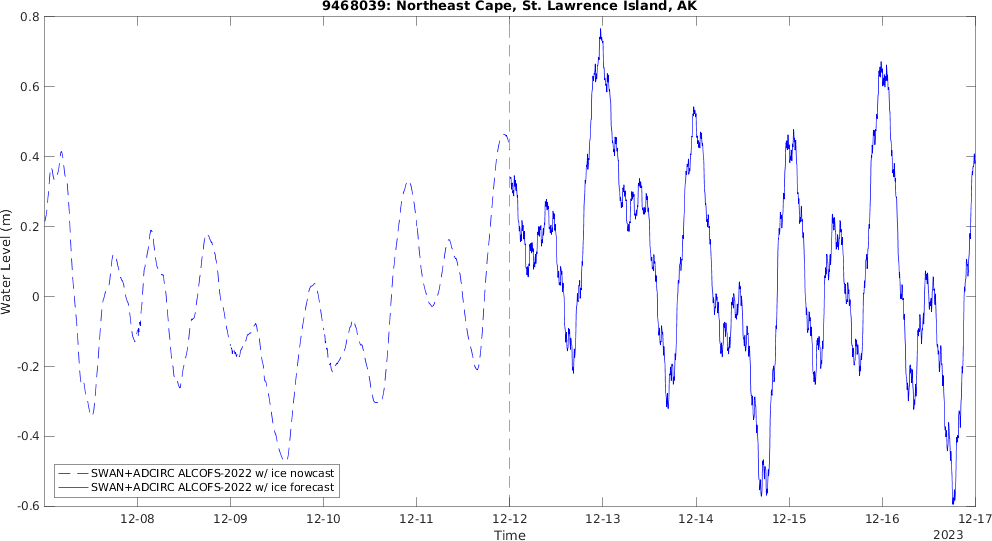 9468039: Northeast Cape, St. Lawrence Island, AK
0.8
0.6
0.4
0.2
0
-0.2
-0.4
-0.6
Water Level (m)
SWAN+ADCIRC ALCOFS-2022 w/ ice nowcast
SWAN+ADCIRC ALCOFS-2022 w/ ice forecast
12-08 12-09 12-10 12-11 12-12 12-13 12-14 12-15 12-16 12-17
Time
2023